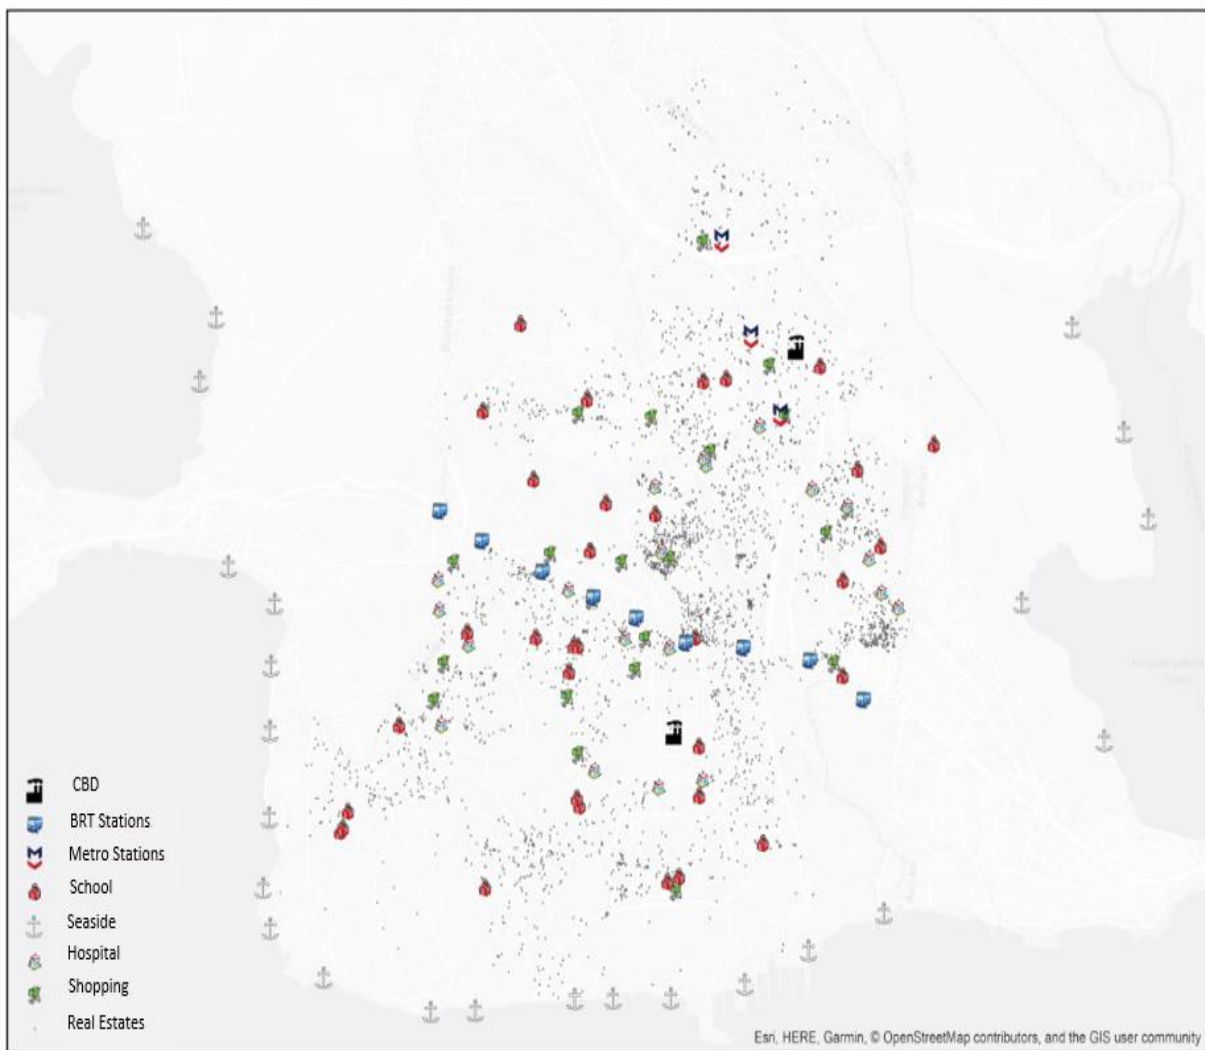 CBD
BRT Stations
Metro Stations
School
Seaside
Hospital
Shopping
Real Estates
Esri, HERE, Garmin, © OpenStreetMap contributors, and the GIS user community